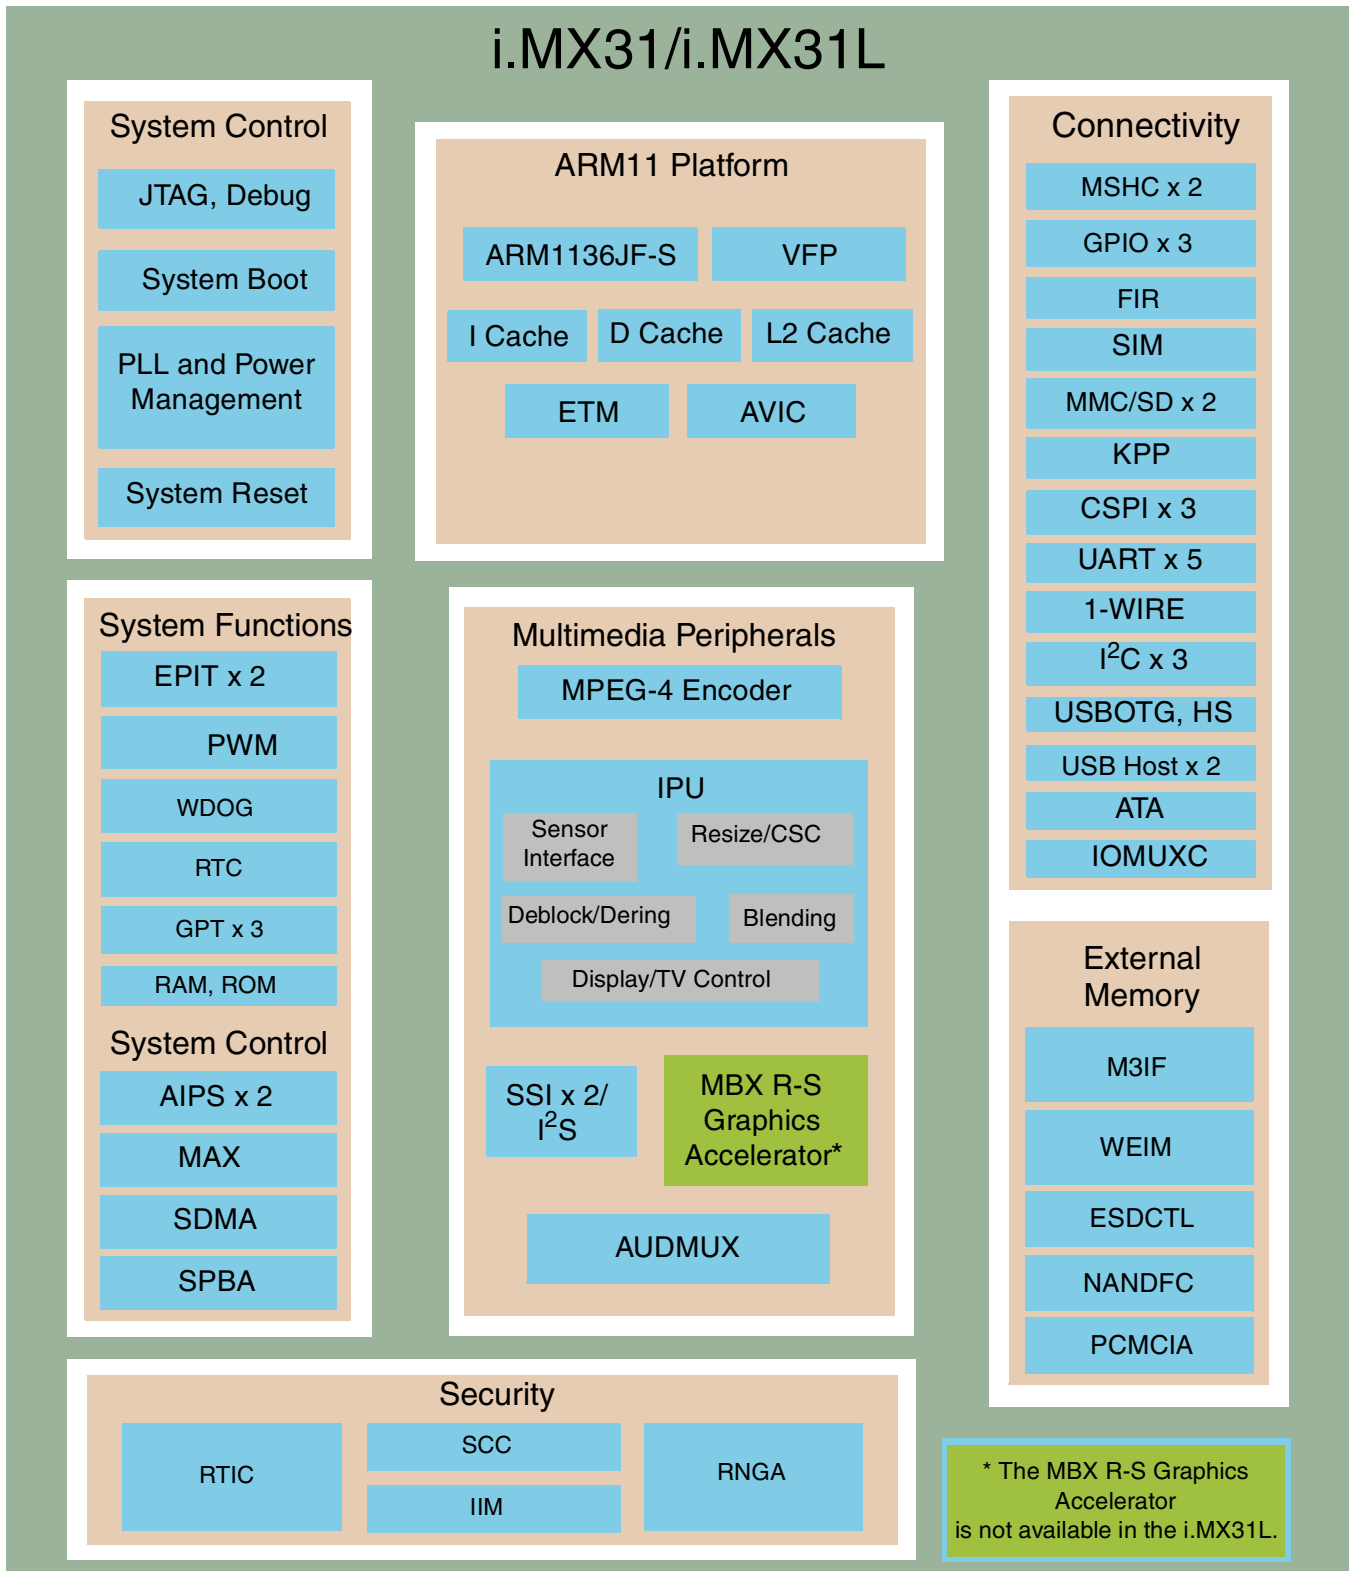 i.MX31/i.MX31L
System Control
JTAG, Debug
System Boot
PLL and Power
Management
System Reset
ARM11 Platform
ARM1136JF-S
VFP
I Cache
D Cache
L2 Cache
ETM
AVIC
Connectivity
MSHC x 2
GPIO x 3
FIR
SIM
MMC/SD x 2
KPP
CSPI x 3
UART x 5
1-WIRE
I²C x 3
USBOTG, HS
USB Host x 2
ATA
IOMUXC
System Functions
EPIT x 2
PWM
WDOG
RTC
GPT x 3
RAM, ROM
System Control
AIPS x 2
MAX
SDMA
SPBA
Multimedia Peripherals
MPEG-4 Encoder
IPU
Sensor
Interface
Resize/CSC
Deblock/Dering
Blending
Display/TV Control
SSI x 2/
I²S
MBX R-S
Graphics
Accelerator*
AUDMUX
External
Memory
M3IF
WEIM
ESDCTL
NANDFC
PCMCIA
Security
RTIC
SCC
IIM
RNGA
* The MBX R-S Graphics
Accelerator
is not available in the i.MX31L.